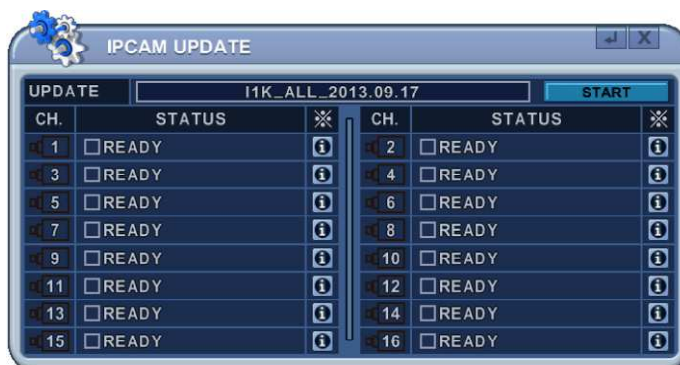 IPCAM UPDATE
UPDATE I1K_ALL_2013.09.17 START
CH. STATUS ※ CH. STATUS ※
1 READY 2 READY
3 READY 4 READY
5 READY 6 READY
7 READY 8 READY
9 READY 10 READY
11 READY 12 READY
13 READY 14 READY
15 READY 16 READY